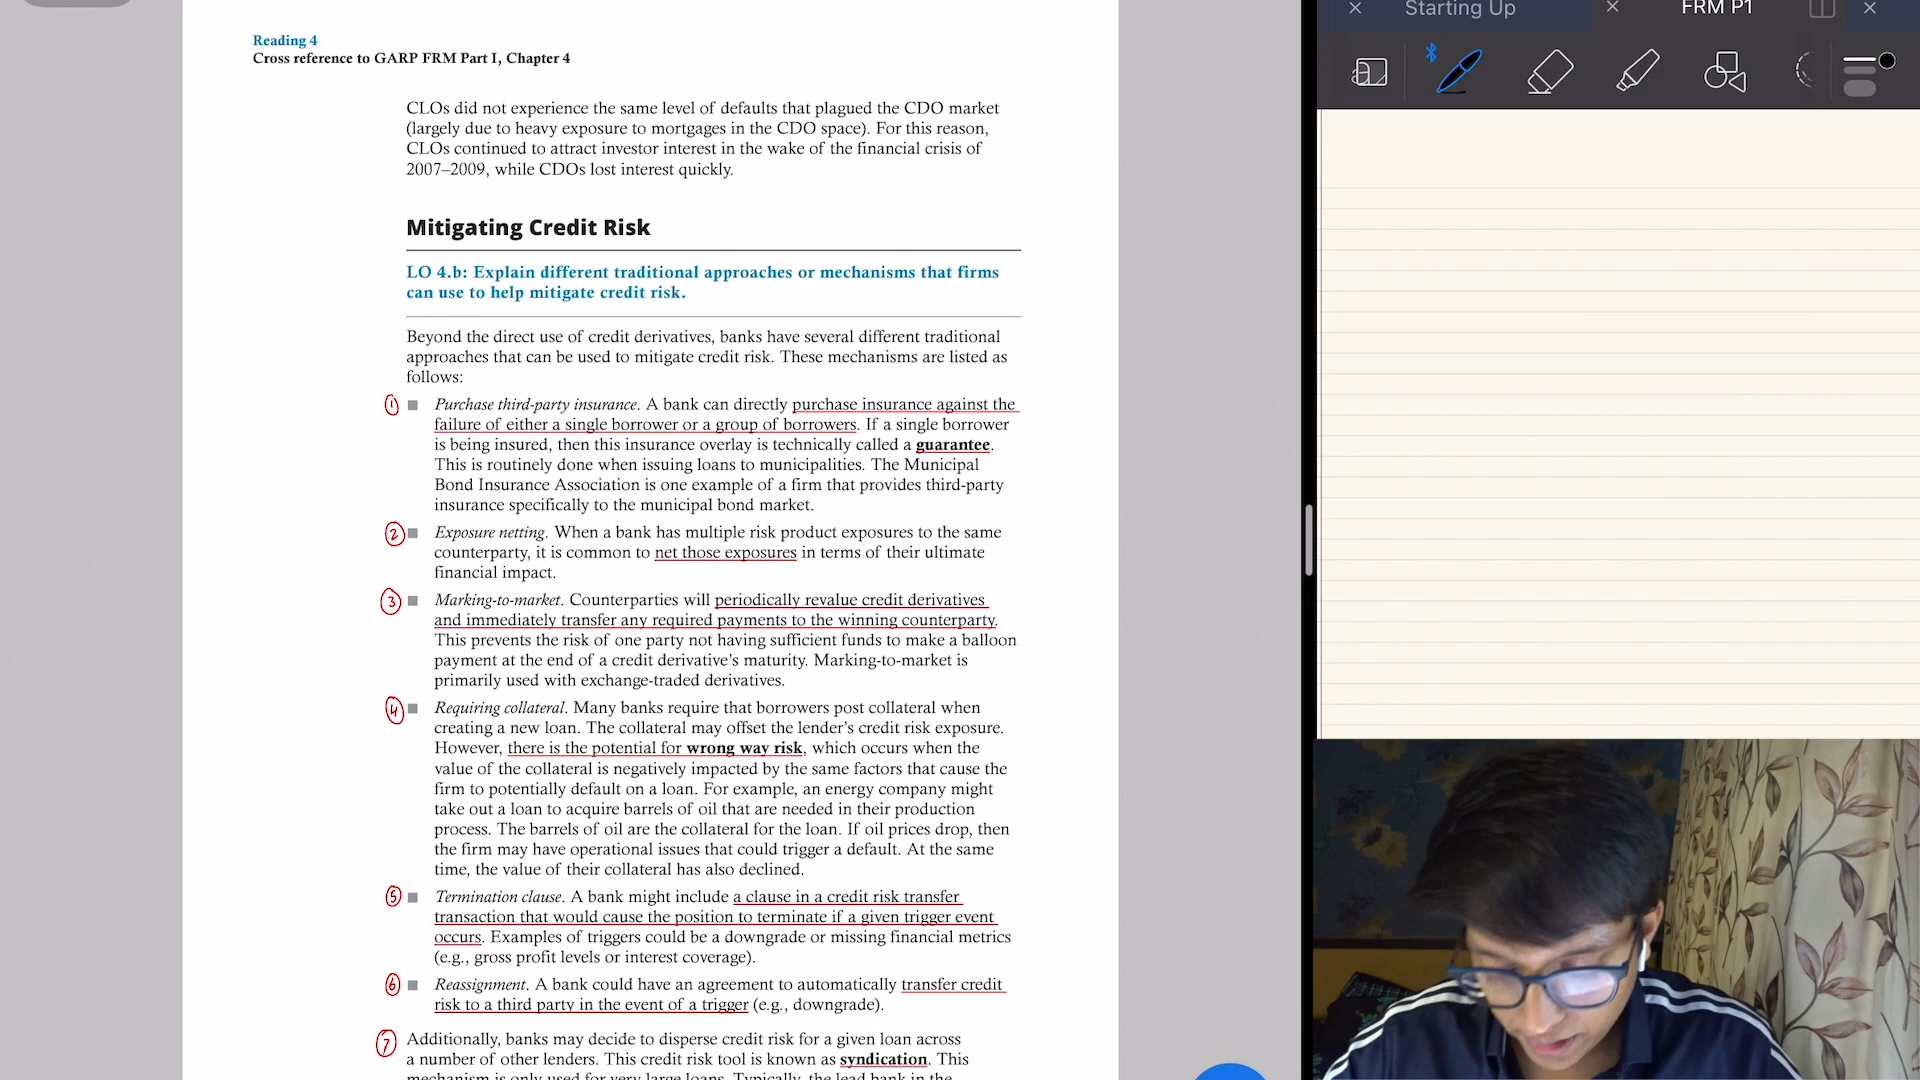 Starting Up
FRM P1
Reading 4
Cross reference to GARP FRM Part I, Chapter 4
CLOs did not experience the same level of defaults that plagued the CDO market
(largely due to heavy exposure to mortgages in the CDO space). For this reason,
CLOs continued to attract investor interest in the wake of the financial crisis of
2007–2009, while CDOs lost interest quickly.
Mitigating Credit Risk
LO 4.b: Explain different traditional approaches or mechanisms that firms
can use to help mitigate credit risk.
Beyond the direct use of credit derivatives, banks have several different traditional
approaches that can be used to mitigate credit risk. These mechanisms are listed as
follows:
1 ■ Purchase third-party insurance. A bank can directly purchase insurance against the
failure of either a single borrower or a group of borrowers. If a single borrower
is being insured, then this insurance overlay is technically called a guarantee.
This is routinely done when issuing loans to municipalities. The Municipal
Bond Insurance Association is one example of a firm that provides third-party
insurance specifically to the municipal bond market.
2 ■ Exposure netting. When a bank has multiple risk product exposures to the same
counterparty, it is common to net those exposures in terms of their ultimate
financial impact.
3 ■ Marking-to-market. Counterparties will periodically revalue credit derivatives
and immediately transfer any required payments to the winning counterparty.
This prevents the risk of one party not having sufficient funds to make a balloon
payment at the end of a credit derivative's maturity. Marking-to-market is
primarily used with exchange-traded derivatives.
4 ■ Requiring collateral. Many banks require that borrowers post collateral when
creating a new loan. The collateral may offset the lender's credit risk exposure.
However, there is the potential for wrong way risk, which occurs when the
value of the collateral is negatively impacted by the same factors that cause the
firm to potentially default on a loan. For example, an energy company might
take out a loan to acquire barrels of oil that are needed in their production
process. The barrels of oil are the collateral for the loan. If oil prices drop, then
the firm may have operational issues that could trigger a default. At the same
time, the value of their collateral has also declined.
5 ■ Termination clause. A bank might include a clause in a credit risk transfer
transaction that would cause the position to terminate if a given trigger event
occurs. Examples of triggers could be a downgrade or missing financial metrics
(e.g., gross profit levels or interest coverage).
6 ■ Reassignment. A bank could have an agreement to automatically transfer credit
risk to a third party in the event of a trigger (e.g., downgrade).
7 Additionally, banks may decide to disperse credit risk for a given loan across
a number of other lenders. This credit risk tool is known as syndication. This
mechanism is only used for very large loans. Typically, the lead bank in the